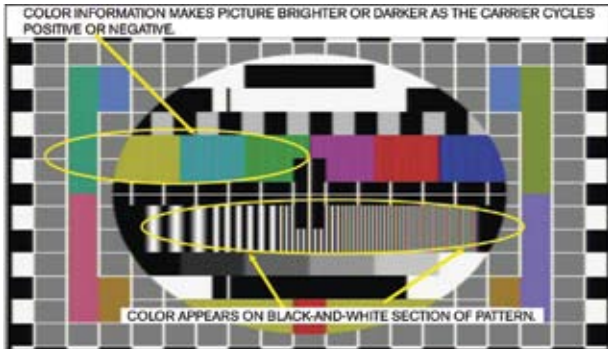 COLOR INFORMATION MAKES PICTURE BRIGHTER OR DARKER AS THE CARRIER CYCLES
POSITIVE OR NEGATIVE.
COLOR APPEARS ON BLACK-AND-WHITE SECTION OF PATTERN.